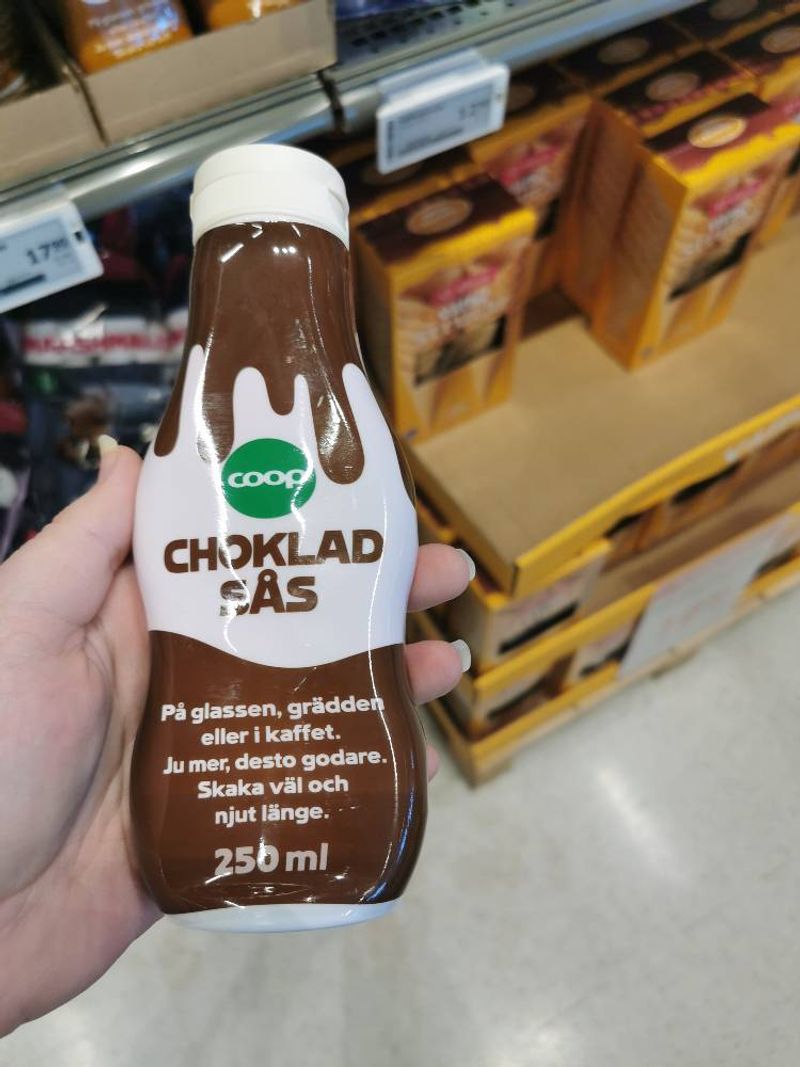 17
coop
CHOKLAD
SÅS
På glassen, grädden
eller i kaffet.
Ju mer, desto godare.
Skaka väl och
njut länge.
250 ml